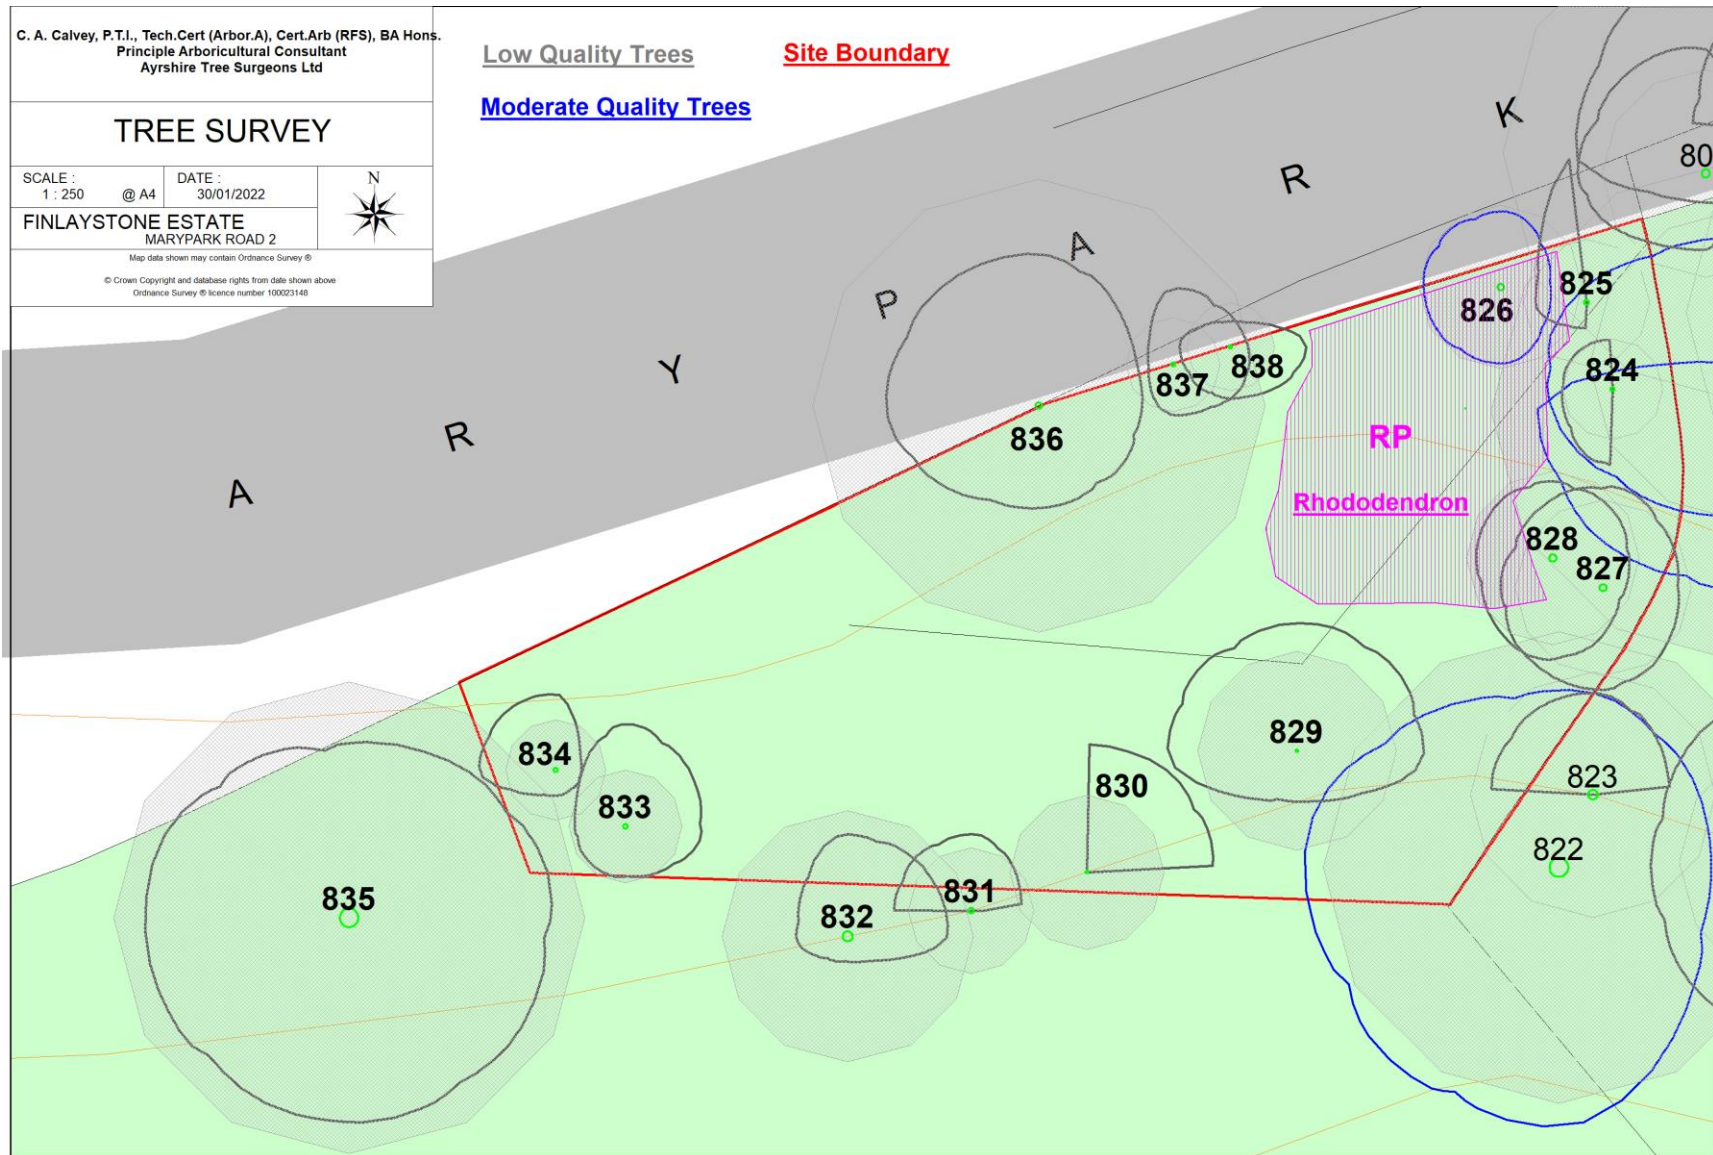 C. A. Calvey, P.T.I., Tech.Cert (Arbor.A), Cert.Arb (RFS), BA Hons.
Principle Arboricultural Consultant
Ayrshire Tree Surgeons Ltd
TREE SURVEY
SCALE :
1 : 250 @ A4
DATE :
30/01/2022
N
FINLAYSTONE ESTATE
MARYPARK ROAD 2
Map data shown may contain Ordnance Survey ®
© Crown Copyright and database rights from date shown above
Ordnance Survey ® licence number 100023148
Low Quality Trees
Site Boundary
Moderate Quality Trees
A R Y P A R K
80
825
826
824
838
837
836
RP
Rhododendron
828
827
829
834
830
823
833
822
831
835
832